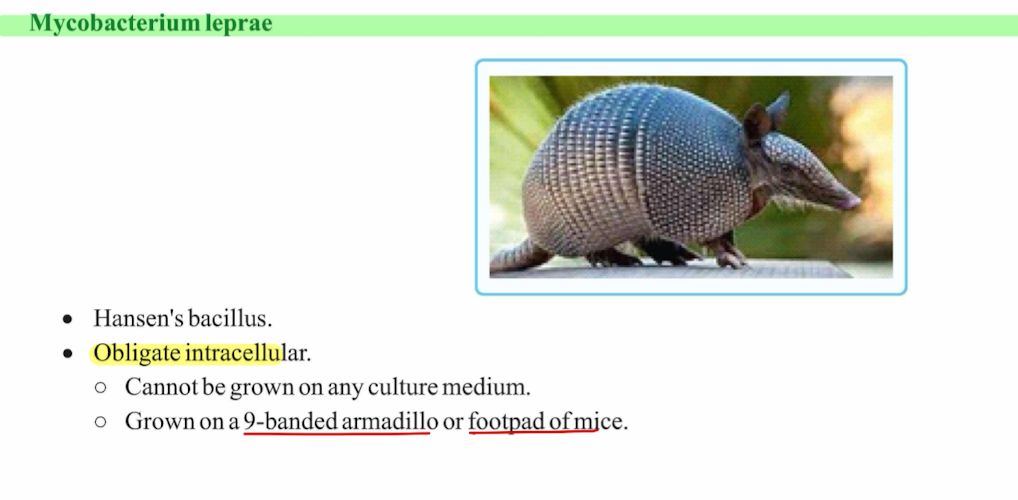 Mycobacterium leprae
• Hansen's bacillus.
• Obligate intracellular.
○ Cannot be grown on any culture medium.
○ Grown on a 9-banded armadillo or footpad of mice.